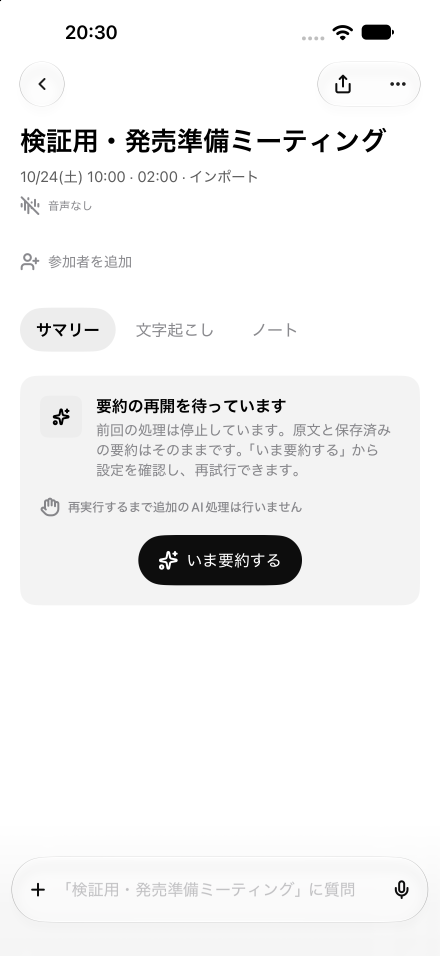 20:30
検証用・発売準備ミーティング
10/24(土) 10:00 · 02:00 · インポート
音声なし
参加者を追加
サマリー 文字起こし ノート
要約の再開を待っています
前回の処理は停止しています。原文と保存済み
の要約はそのままです。「いま要約する」から
設定を確認し、再試行できます。
再実行するまで追加のAI処理は行いません
いま要約する
「検証用・発売準備ミーティング」に質問